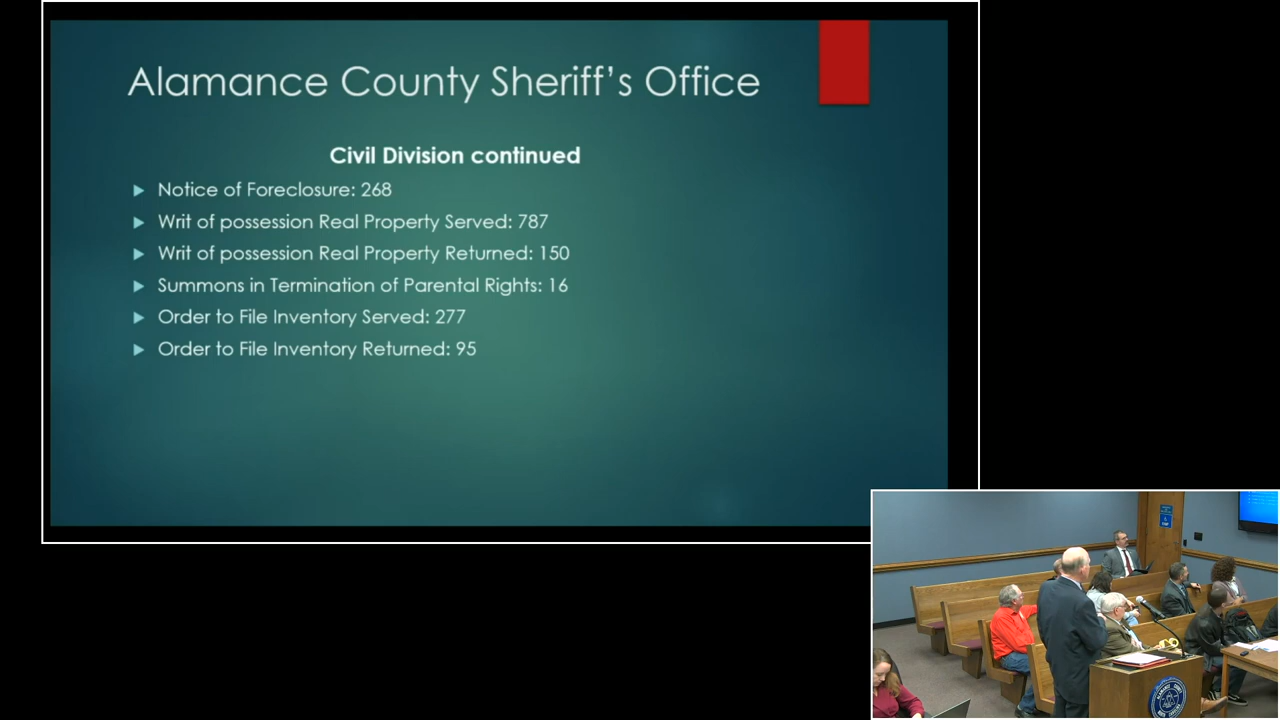 Alamance County Sheriff's Office
Civil Division continued
Notice of Foreclosure: 268
Writ of possession Real Property Served: 787
Writ of possession Real Property Returned: 150
Summons in Termination of Parental Rights: 16
Order to File Inventory Served: 277
Order to File Inventory Returned: 95